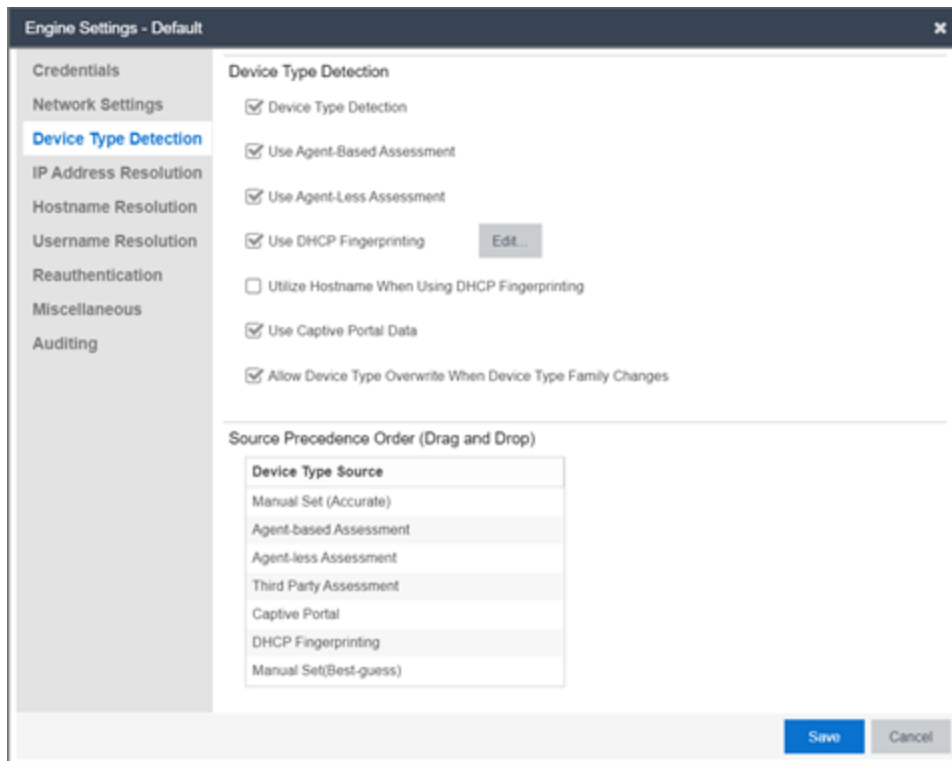 Engine Settings - Default
Credentials
Network Settings
Device Type Detection
IP Address Resolution
Hostname Resolution
Username Resolution
Reauthentication
Miscellaneous
Auditing
Device Type Detection
Device Type Detection
Use Agent-Based Assessment
Use Agent-Less Assessment
Use DHCP Fingerprinting
Edit...
Utilize Hostname When Using DHCP Fingerprinting
Use Captive Portal Data
Allow Device Type Overwrite When Device Type Family Changes
Source Precedence Order (Drag and Drop)
Device Type Source
Manual Set (Accurate)
Agent-based Assessment
Agent-less Assessment
Third Party Assessment
Captive Portal
DHCP Fingerprinting
Manual Set(Best-guess)
Save
Cancel